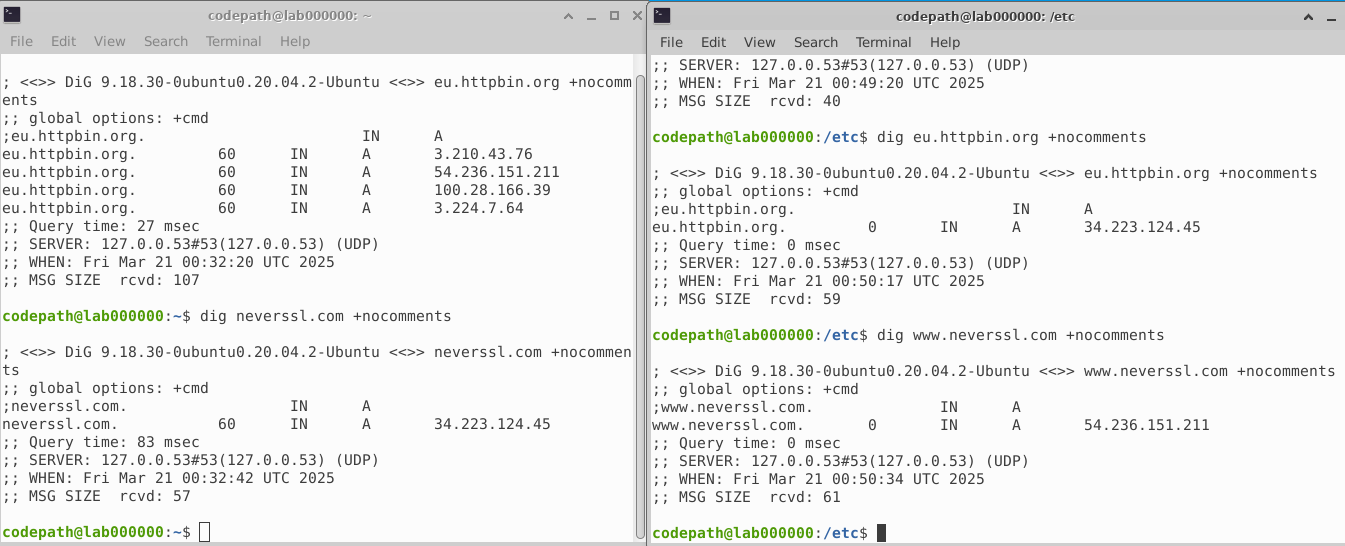 codepath@lab000000: ~
File Edit View Search Terminal Help
; <<>> DiG 9.18.30-0ubuntu0.20.04.2-Ubuntu <<>> eu.httpbin.org +nocomm
ents
;; global options: +cmd
;eu.httpbin.org. IN A
eu.httpbin.org. 60 IN A 3.210.43.76
eu.httpbin.org. 60 IN A 54.236.151.211
eu.httpbin.org. 60 IN A 100.28.166.39
eu.httpbin.org. 60 IN A 3.224.7.64
;; Query time: 27 msec
;; SERVER: 127.0.0.53#53(127.0.0.53) (UDP)
;; WHEN: Fri Mar 21 00:32:20 UTC 2025
;; MSG SIZE  rcvd: 107
codepath@lab000000:~$ dig neverssl.com +nocomments
; <<>> DiG 9.18.30-0ubuntu0.20.04.2-Ubuntu <<>> neverssl.com +nocommen
ts
;; global options: +cmd
;neverssl.com. IN A
neverssl.com. 60 IN A 34.223.124.45
;; Query time: 83 msec
;; SERVER: 127.0.0.53#53(127.0.0.53) (UDP)
;; WHEN: Fri Mar 21 00:32:42 UTC 2025
;; MSG SIZE  rcvd: 57
codepath@lab000000:~$
codepath@lab000000: /etc
File Edit View Search Terminal Help
;; SERVER: 127.0.0.53#53(127.0.0.53) (UDP)
;; WHEN: Fri Mar 21 00:49:20 UTC 2025
;; MSG SIZE  rcvd: 40
codepath@lab000000:/etc$ dig eu.httpbin.org +nocomments
; <<>> DiG 9.18.30-0ubuntu0.20.04.2-Ubuntu <<>> eu.httpbin.org +nocomments
;; global options: +cmd
;eu.httpbin.org. IN A
eu.httpbin.org. 0 IN A 34.223.124.45
;; Query time: 0 msec
;; SERVER: 127.0.0.53#53(127.0.0.53) (UDP)
;; WHEN: Fri Mar 21 00:50:17 UTC 2025
;; MSG SIZE  rcvd: 59
codepath@lab000000:/etc$ dig www.neverssl.com +nocomments
; <<>> DiG 9.18.30-0ubuntu0.20.04.2-Ubuntu <<>> www.neverssl.com +nocomments
;; global options: +cmd
;www.neverssl.com. IN A
www.neverssl.com. 0 IN A 54.236.151.211
;; Query time: 0 msec
;; SERVER: 127.0.0.53#53(127.0.0.53) (UDP)
;; WHEN: Fri Mar 21 00:50:34 UTC 2025
;; MSG SIZE  rcvd: 61
codepath@lab000000:/etc$